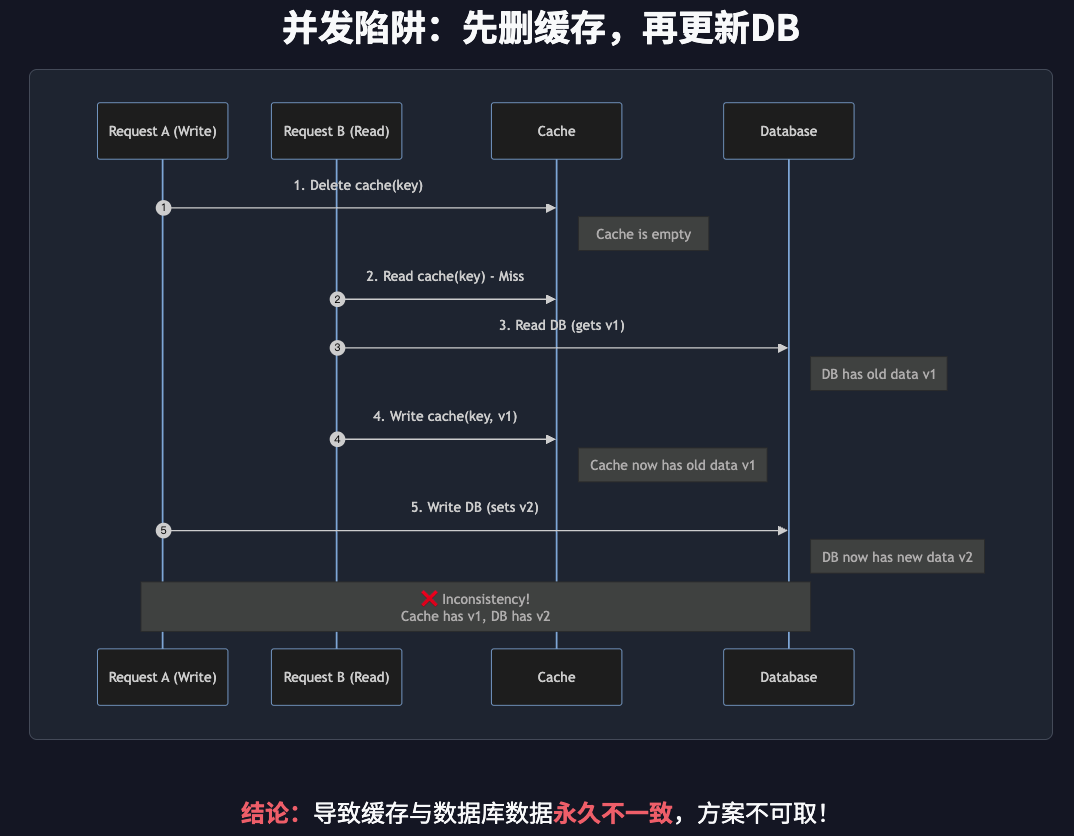 并发陷阱：先删缓存，再更新DB
Request A (Write)
Request B (Read)
Cache
Database
1. Delete cache(key)
1
Cache is empty
2. Read cache(key) - Miss
2
3. Read DB (gets v1)
3
DB has old data v1
4. Write cache(key, v1)
4
Cache now has old data v1
5. Write DB (sets v2)
5
DB now has new data v2
❌ Inconsistency!
Cache has v1, DB has v2
Request A (Write)
Request B (Read)
Cache
Database
结论：导致缓存与数据库数据永久不一致，方案不可取！